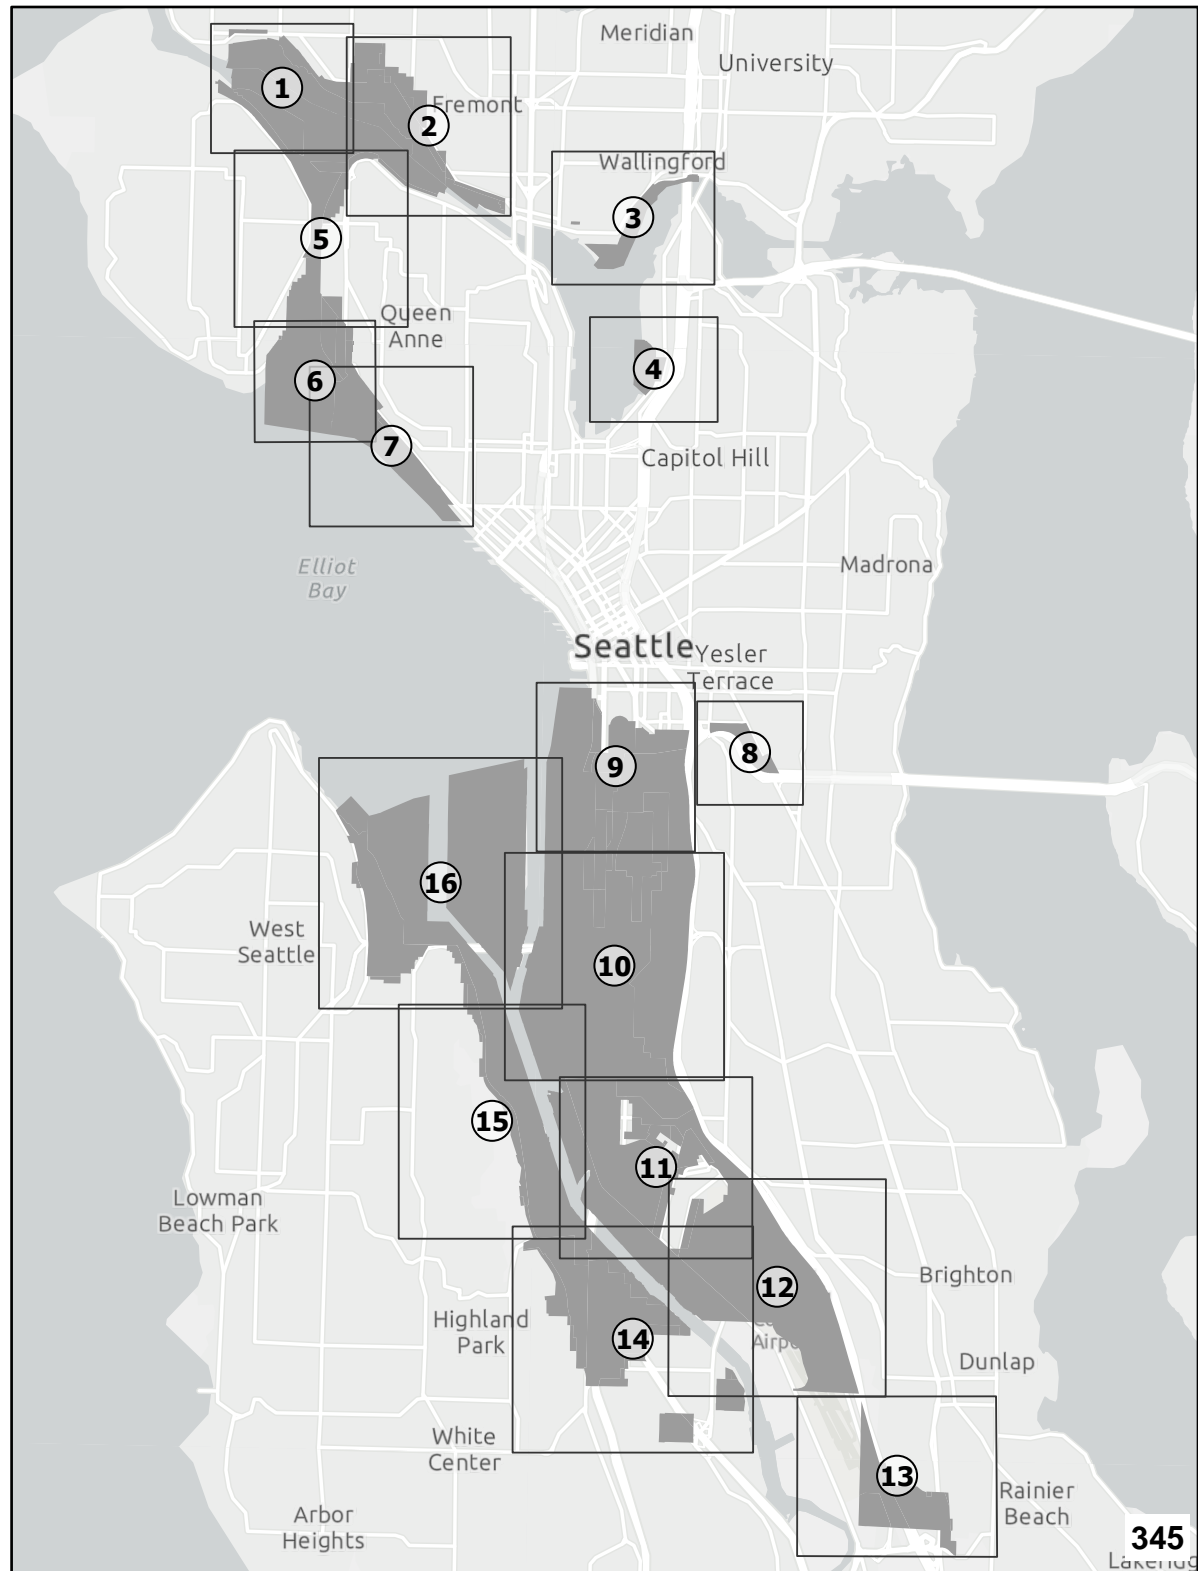 Meridian
University
1
Fremont
2
Wallingford
3
5
Queen
Anne
4
6
7
Capitol Hill
Elliot
Bay
Madrona
Seattle
Yesler
Terrace
8
9
16
West
Seattle
10
15
11
Lowman
Beach Park
12
Brighton
Highland
Park
14
Dunlap
White
Center
13
Rainier
Beach
Arbor
Heights
345